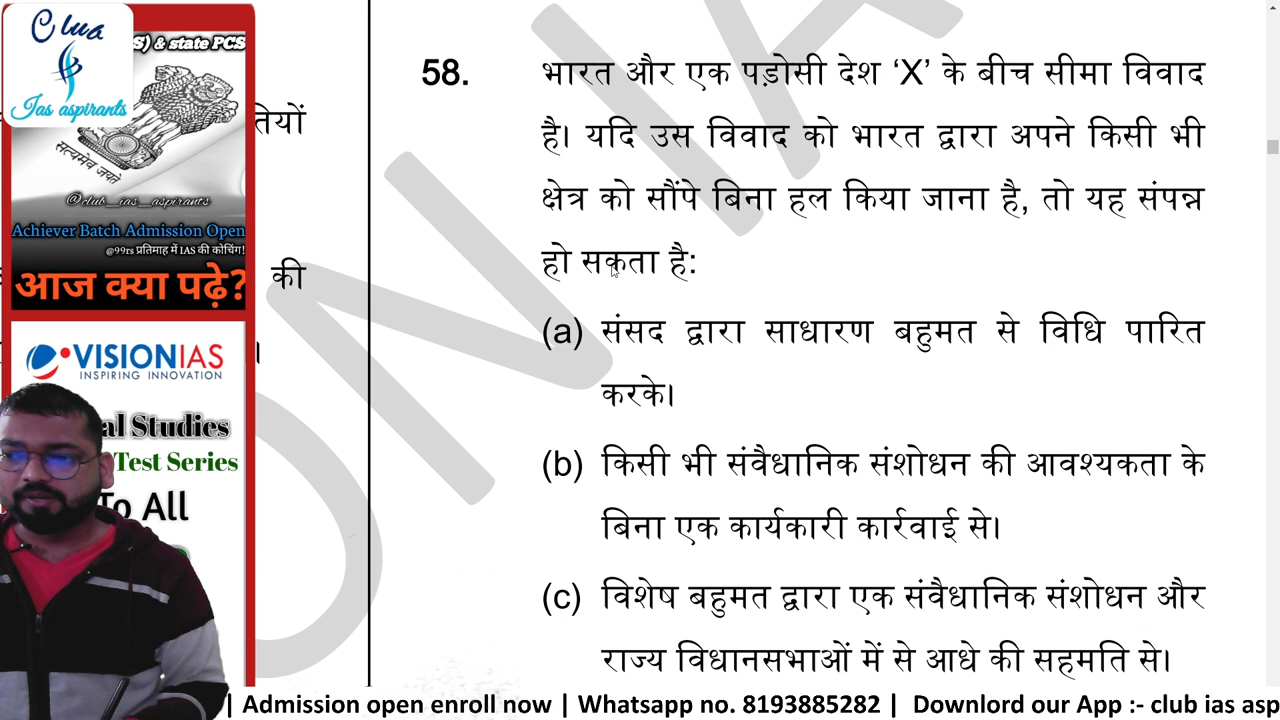 Clua
Ias aspirants
S) & state PCS
सत्यमेव जयते
@club_ias_aspirants
Achiever Batch Admission Open
@99rs प्रतिमाह में IAS की कोचिंग!
आज क्या पढ़े?
VISIONIAS
INSPIRING INNOVATION
al Studies
Test Series
To All
तियों
की
।
58. भारत और एक पड़ोसी देश ‘X’ के बीच सीमा विवाद
है। यदि उस विवाद को भारत द्वारा अपने किसी भी
क्षेत्र को सौंपे बिना हल किया जाना है, तो यह संपन्न
हो सकता है:
(a) संसद द्वारा साधारण बहुमत से विधि पारित
करके।
(b) किसी भी संवैधानिक संशोधन की आवश्यकता के
बिना एक कार्यकारी कार्रवाई से।
(c) विशेष बहुमत द्वारा एक संवैधानिक संशोधन और
राज्य विधानसभाओं में से आधे की सहमति से।
| Admission open enroll now | Whatsapp no. 8193885282 | Downlord our App :- club ias asp